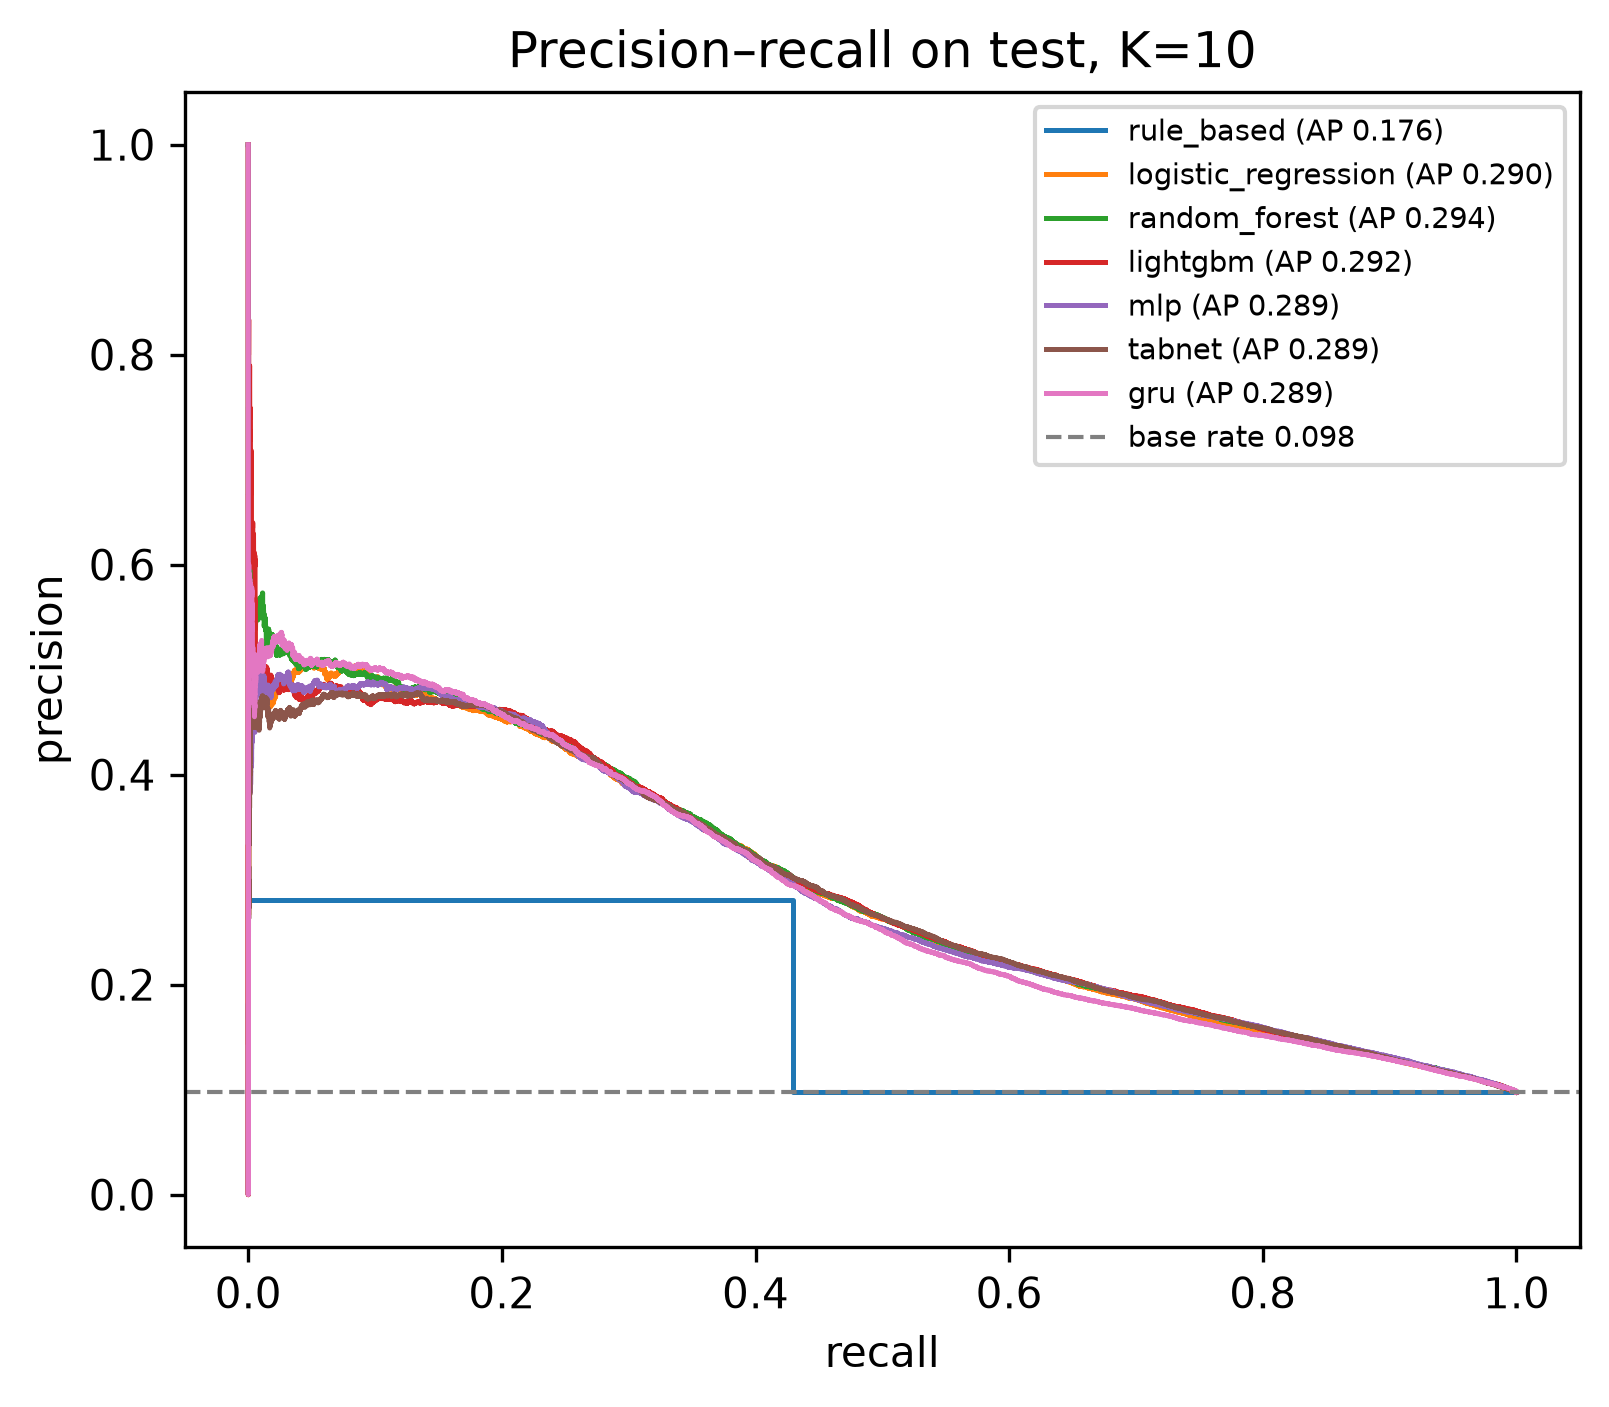 Precision–recall on test, K=10
rule_based (AP 0.176)
logistic_regression (AP 0.290)
random_forest (AP 0.294)
lightgbm (AP 0.292)
mlp (AP 0.289)
tabnet (AP 0.289)
gru (AP 0.289)
base rate 0.098
precision
1.0
0.8
0.6
0.4
0.2
0.0
0.0 0.2 0.4 0.6 0.8 1.0
recall